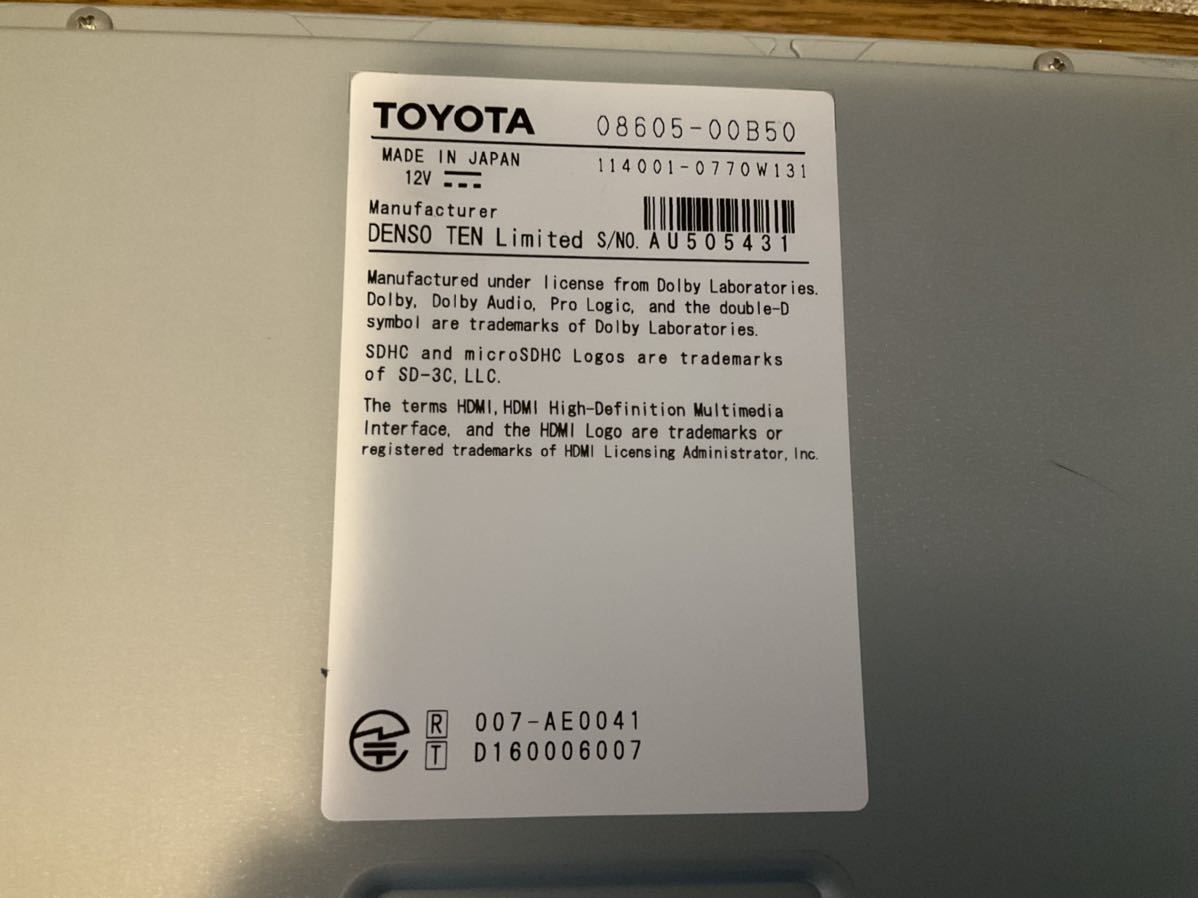 TOYOTA 08605-00B50
MADE IN JAPAN 114001-0770W131
12V
Manufacturer
DENSO TEN Limited S/NO. AU505431
Manufactured under license from Dolby Laboratories.
Dolby, Dolby Audio, Pro Logic, and the double-D
symbol are trademarks of Dolby Laboratories.
SDHC and microSDHC Logos are trademarks
of SD-3C, LLC.
The terms HDMI, HDMI High-Definition Multimedia
Interface, and the HDMI Logo are trademarks or
registered trademarks of HDMI Licensing Administrator, Inc.
R 007-AE0041
T D160006007